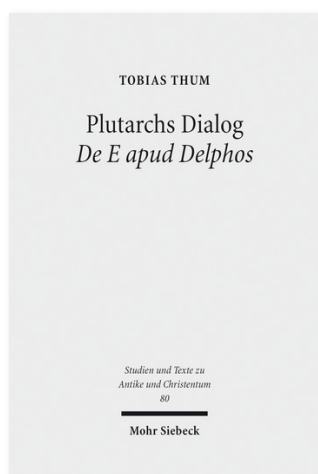 TOBIAS THUM
Plutarchs Dialog
De E apud Delphos
Studien und Texte zu
Antike und Christentum
80
Mohr Siebeck